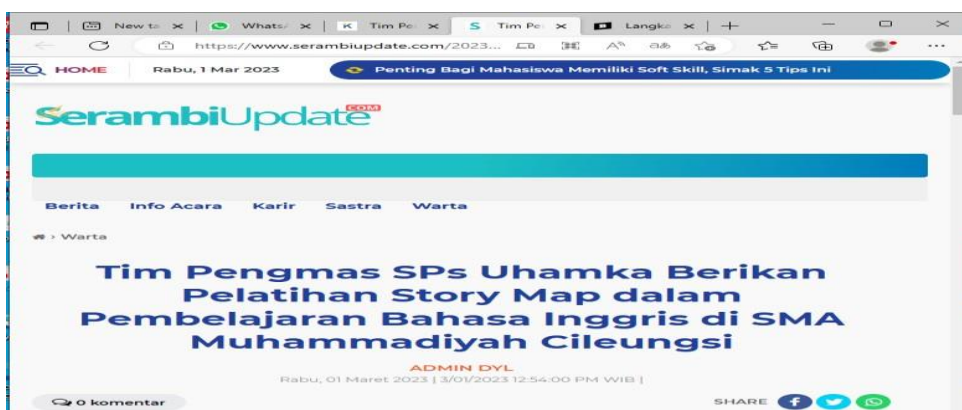 New ta
Whats
Tim Pe
Tim Pe
Langka
https://www.serambiupdate.com/2023...
HOME
Rabu, 1 Mar 2023
Penting Bagi Mahasiswa Memiliki Soft Skill, Simak 5 Tips Ini
SerambiUpdate COM
Berita Info Acara Karir Sastra Warta
› Warta
Tim Pengmas SPs Uhamka Berikan
Pelatihan Story Map dalam
Pembelajaran Bahasa Inggris di SMA
Muhammadiyah Cileungsi
ADMIN DYL
Rabu, 01 Maret 2023 | 3/01/2023 12:54:00 PM WIB |
0 komentar
SHARE